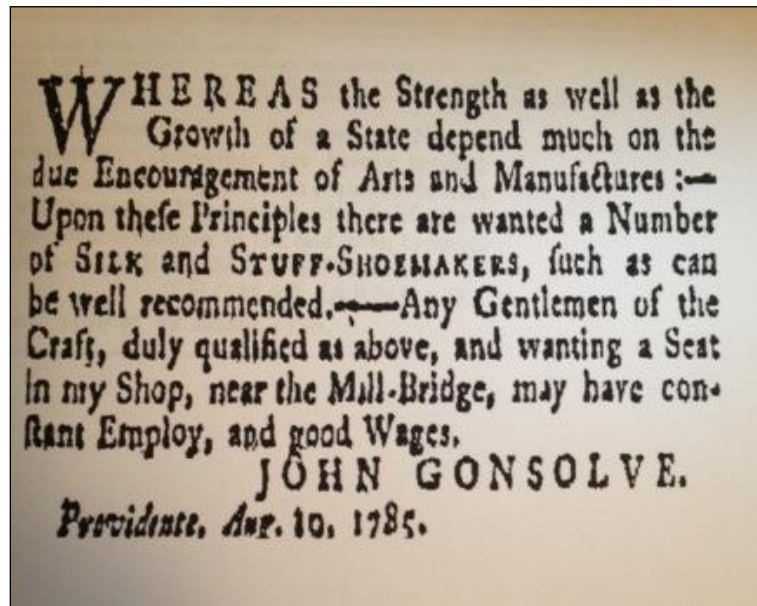 WHEREAS the Strength as well as the
Growth of a State depend much on the
due Encouragement of Arts and Manufactures :—
Upon theſe Principles there are wanted a Number
of SILK and STUFF-SHOEMAKERS, ſuch as can
be well recommended.——Any Gentlemen of the
Craft, duly qualified as above, and wanting a Seat
in my Shop, near the Mill-Bridge, may have con-
ſtant Employ, and good Wages.
JOHN GONSOLVE.
Providence, Aug. 10, 1785.